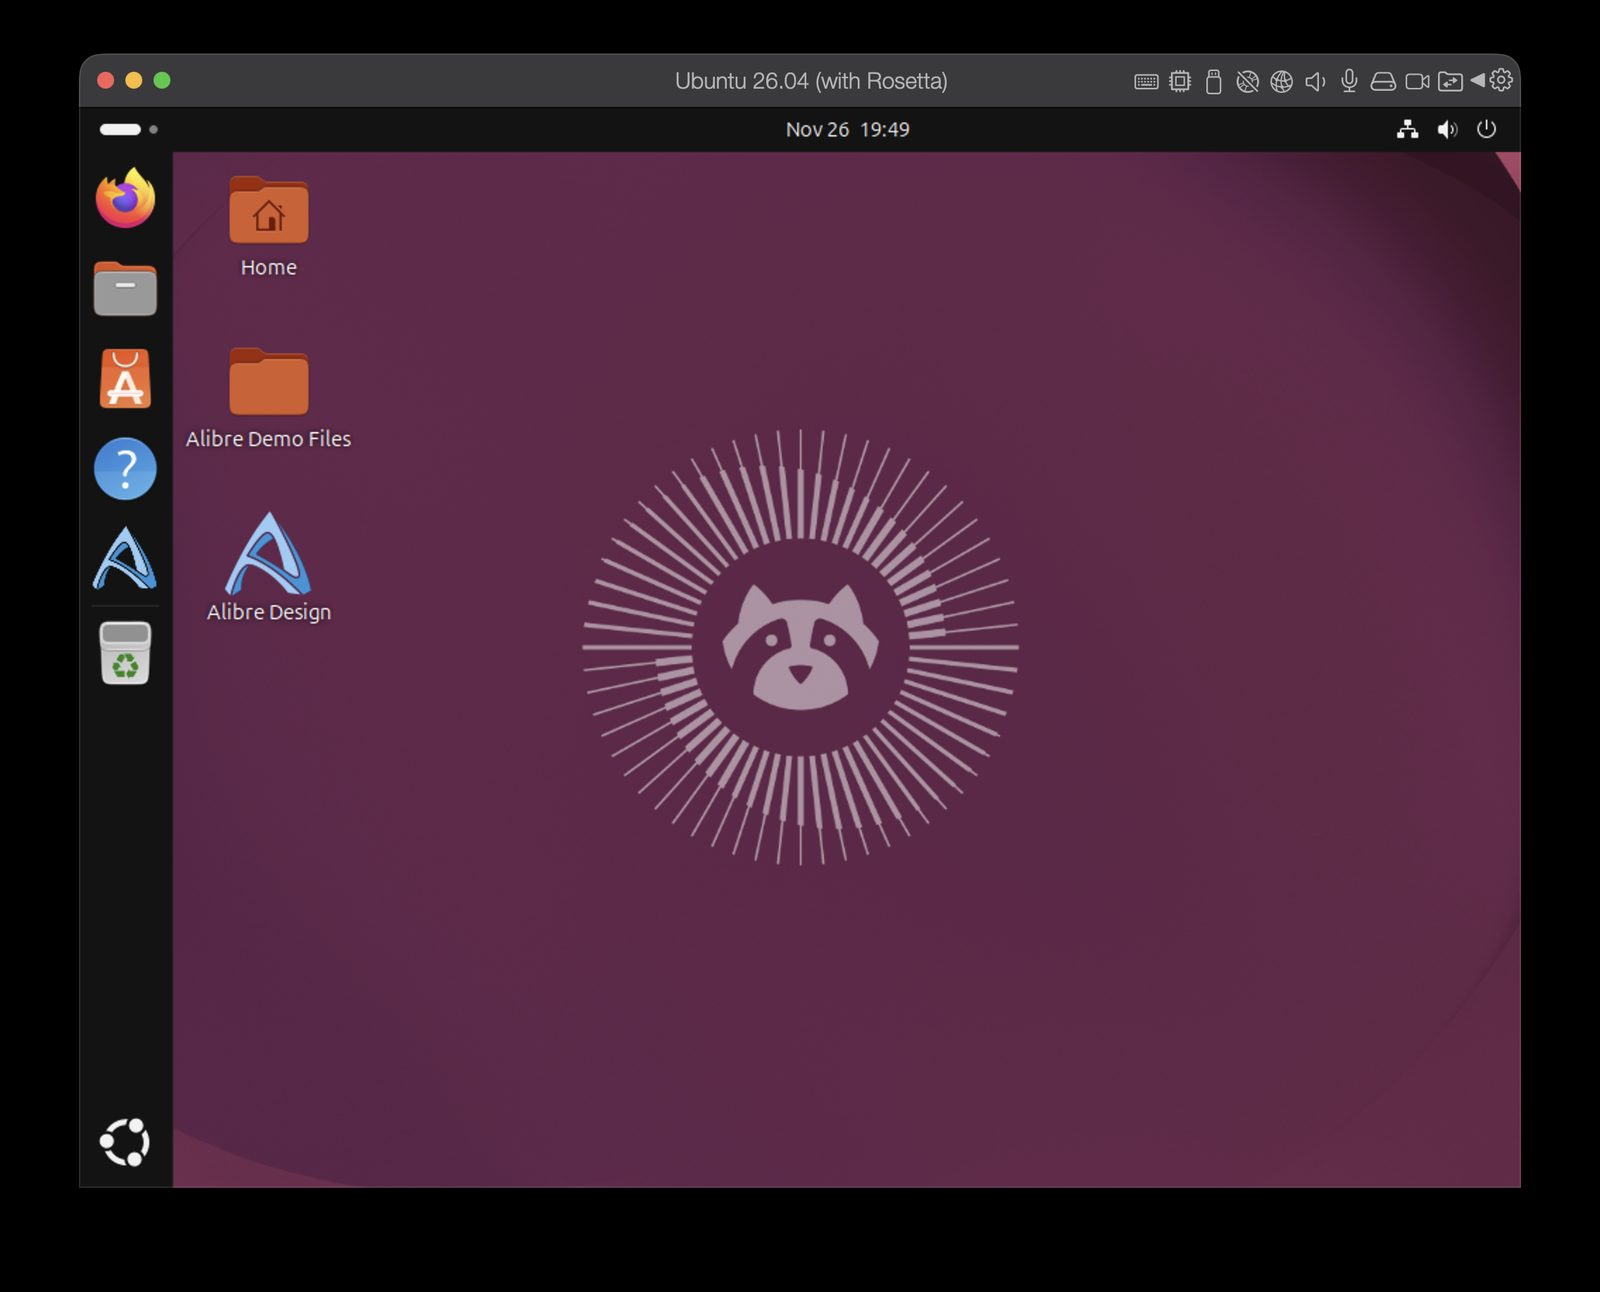 Ubuntu 26.04 (with Rosetta)
Nov 26 19:49
Home
Alibre Demo Files
Alibre Design